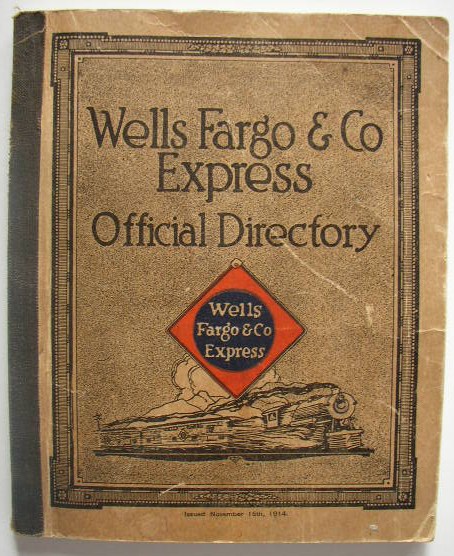 Wells Fargo & Co
Express
Official Directory
Wells
Fargo & Co
Express
Issued November 15th, 1914.